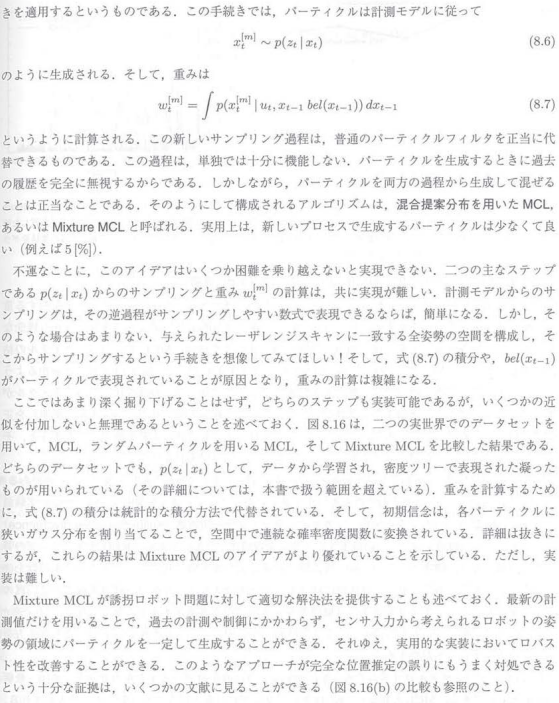 きを適用するというものである．この手続きでは，パーティクルは計測モデルに従って
x_t^{[m]} ~ p(z_t | x_t) (8.6)
のように生成される．そして，重みは
w_t^{[m]} = ∫ p(x_t^{[m]} | u_t, x_{t−1} bel(x_{t−1})) dx_{t−1} (8.7)
というように計算される．この新しいサンプリング過程は，普通のパーティクルフィルタを正当に代
替できるものである．この過程は，単独では十分に機能しない．パーティクルを生成するときに過去
の履歴を完全に無視するからである．しかしながら，パーティクルを両方の過程から生成して混ぜる
ことは正当なことである．そのようにして構成されるアルゴリズムは，混合提案分布を用いた MCL,
あるいは Mixture MCL と呼ばれる．実用上は，新しいプロセスで生成するパーティクルは少なくて良
い（例えば 5 [%]）．
不運なことに，このアイデアはいくつか困難を乗り越えないと実現できない．二つの主なステップ
である p(z_t | x_t) からのサンプリングと重み w_t^{[m]} の計算は，共に実現が難しい．計測モデルからのサ
ンプリングは，その逆過程がサンプリングしやすい数式で表現できるならば，簡単になる．しかし，そ
のような場合はあまりない．与えられたレーザレンジスキャンに一致する全姿勢の空間を構成し，そ
こからサンプリングするという手続きを想像してみてほしい！そして，式 (8.7) の積分や，bel(x_{t−1})
がパーティクルで表現されていることが原因となり，重みの計算は複雑になる．
ここではあまり深く掘り下げることはせず，どちらのステップも実装可能であるが，いくつかの近
似を付加しないと無理であるということを述べておく．図 8.16 は，二つの実世界でのデータセットを
用いて，MCL，ランダムパーティクルを用いる MCL，そして Mixture MCL を比較した結果である．
どちらのデータセットでも，p(z_t | x_t) として，データから学習され，密度ツリーで表現された凝った
ものが用いられている（その詳細については，本書で扱う範囲を超えている）．重みを計算するため
に，式 (8.7) の積分は統計的な積分方法で代替されている．そして，初期信念は，各パーティクルに
狭いガウス分布を割り当てることで，空間中で連続な確率密度関数に変換されている．詳細は抜きに
するが，これらの結果は Mixture MCL のアイデアがより優れていることを示している．ただし，実
装は難しい．
Mixture MCL が誘拐ロボット問題に対して適切な解決法を提供することも述べておく．最新の計
測値だけを用いることで，過去の計測や制御にかかわらず，センサ入力から考えられるロボットの姿
勢の領域にパーティクルを一定して生成することができる．それゆえ，実用的な実装においてロバス
ト性を改善することができる．このようなアプローチが完全な位置推定の誤りにもうまく対処できる
という十分な証拠は，いくつかの文献に見ることができる（図 8.16(b) の比較も参照のこと）．